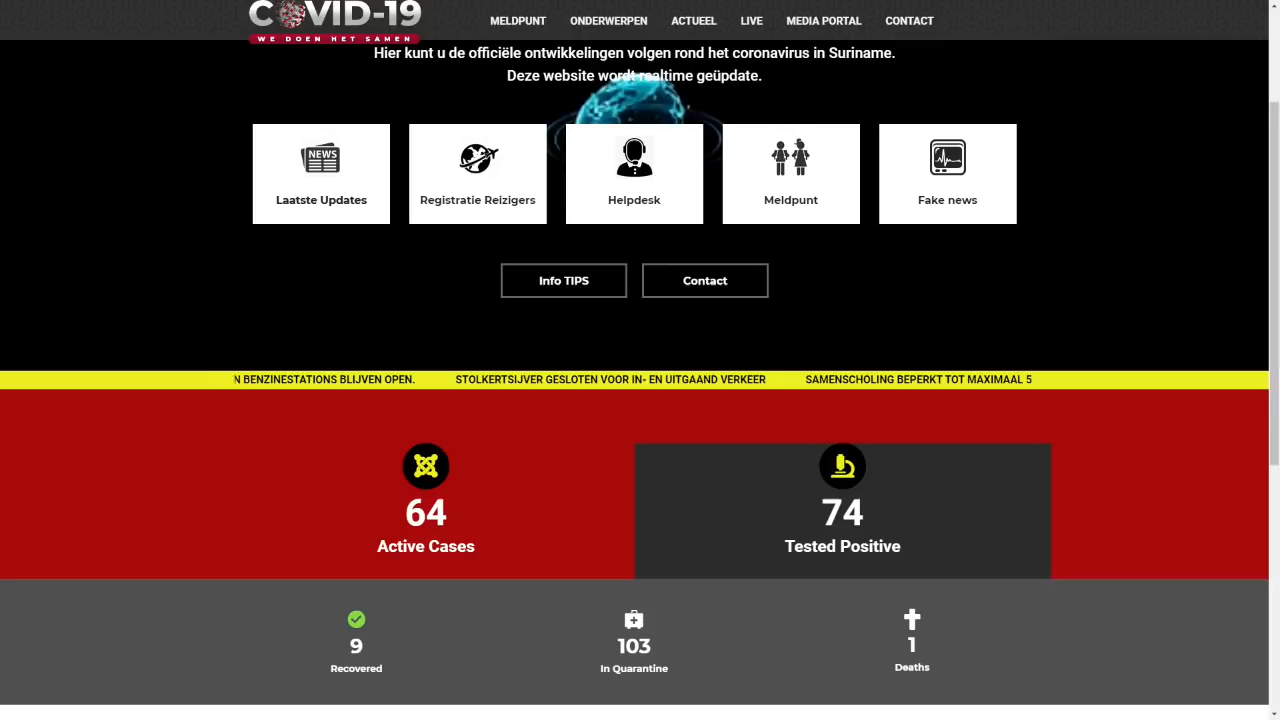 COVID-19
WE DOEN HET SAMEN
MELDPUNT ONDERWERPEN ACTUEEL LIVE MEDIA PORTAL CONTACT
Hier kunt u de officiële ontwikkelingen volgen rond het coronavirus in Suriname.
Deze website wordt realtime geüpdate.
NEWS
Laatste Updates
Registratie Reizigers
Helpdesk
Meldpunt
Fake news
Info TIPS
Contact
N BENZINESTATIONS BLIJVEN OPEN. STOLKERTSIJVER GESLOTEN VOOR IN- EN UITGAAND VERKEER SAMENSCHOLING BEPERKT TOT MAXIMAAL 5
64
Active Cases
74
Tested Positive
9
Recovered
103
In Quarantine
1
Deaths